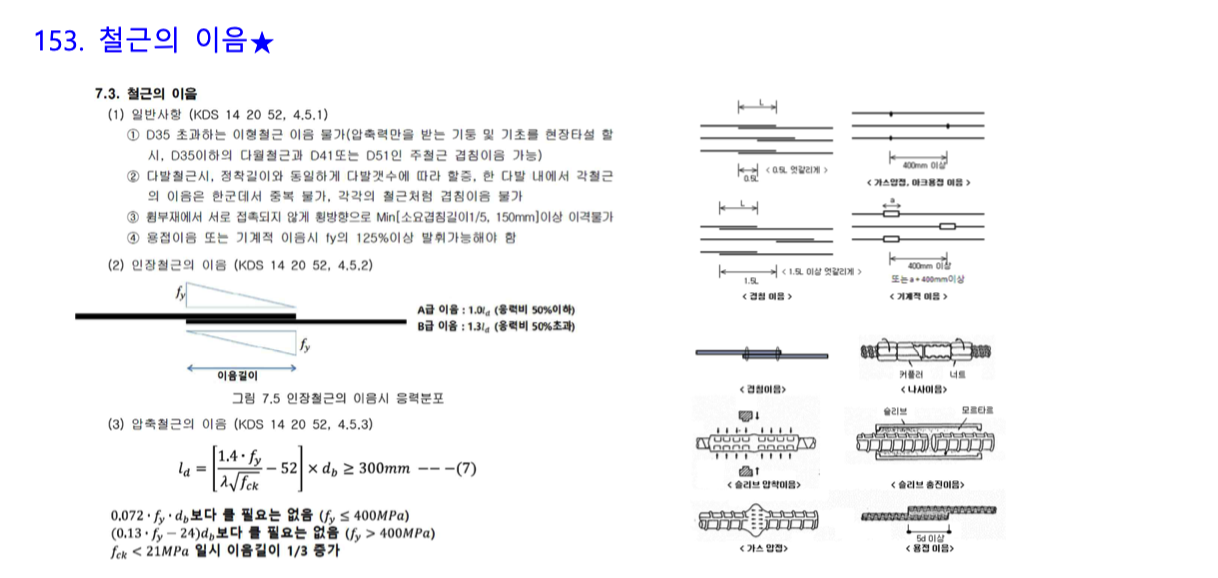 153. 철근의 이음★
7.3. 철근의 이음
(1) 일반사항 (KDS 14 20 52, 4.5.1)
① D35 초과하는 이형철근 이음 불가(압축력만을 받는 기둥 및 기초를 현장타설 할
시, D35이하의 다월철근과 D41또는 D51인 주철근 겹침이음 가능)
② 다발철근시, 정착길이와 동일하게 다발갯수에 따라 할증, 한 다발 내에서 각철근
의 이음은 한군데서 중복 불가, 각각의 철근처럼 겹침이음 불가
③ 휨부재에서 서로 접촉되지 않게 횡방향으로 Min[소요겹침길이1/5, 150mm]이상 이격불가
④ 용접이음 또는 기계적 이음시 fy의 125%이상 발휘가능해야 함
(2) 인장철근의 이음 (KDS 14 20 52, 4.5.2)
f_y
A급 이음 : 1.0l_d (응력비 50%이하)
B급 이음 : 1.3l_d (응력비 50%초과)
f_y
이음길이
그림 7.5 인장철근의 이음시 응력분포
(3) 압축철근의 이음 (KDS 14 20 52, 4.5.3)
l_d = [1.4 · f_y / λ√f_ck − 52] × d_b ≥ 300mm −−−(7)
0.072 · f_y · d_b보다 클 필요는 없음 (f_y ≤ 400MPa)
(0.13 · f_y − 24)d_b보다 클 필요는 없음 (f_y > 400MPa)
f_ck < 21MPa 일시 이음길이 1/3 증가
L
0.5L
< 0.5L 엇갈리게 >
400mm 이상
< 가스압접, 아크용접 이음 >
L
1.5L
< 1.5L 이상 엇갈리게 >
< 겹침 이음 >
a
400mm 이상
또는 a + 400mm이상
< 기계적 이음 >
< 겹침이음>
커플러
너트
< 나사이음>
< 슬리브 압착이음>
슬리브
모르타르
< 슬리브 충진이음>
< 가스 압접>
5d 이상
< 용접 이음>